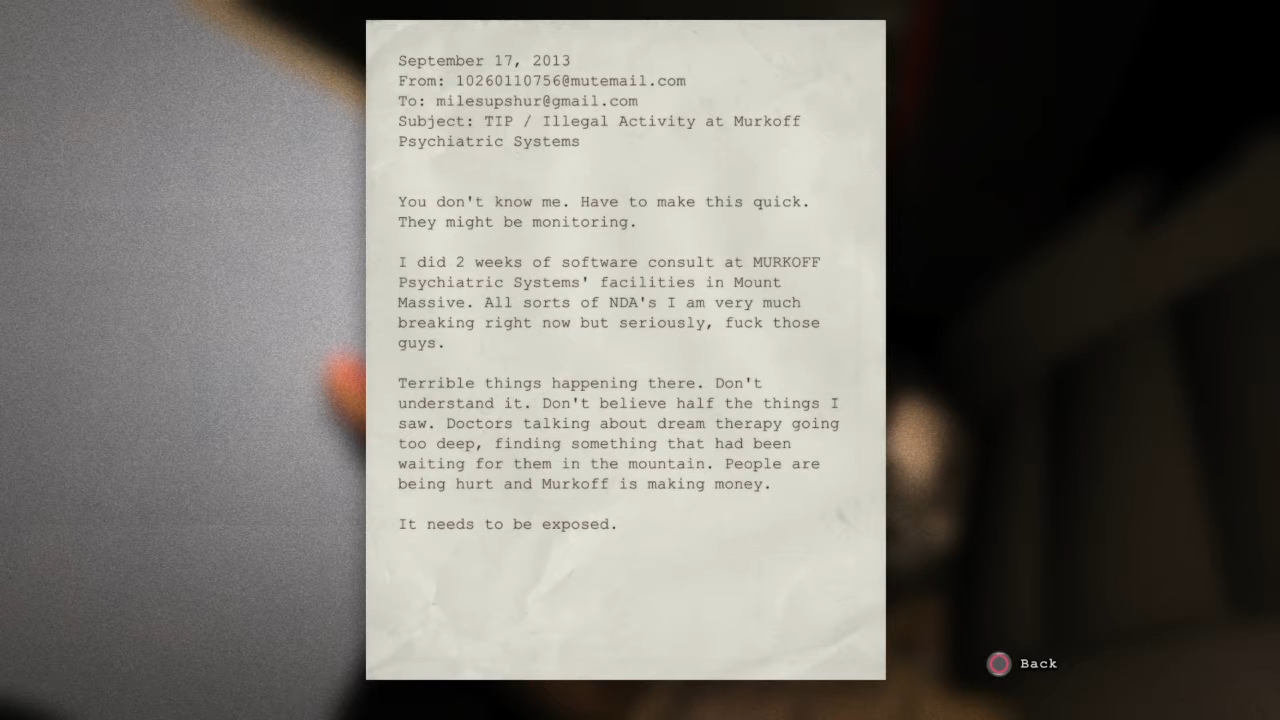 September 17, 2013
From: 10260110756@mutemail.com
To: milesupshur@gmail.com
Subject: TIP / Illegal Activity at Murkoff
Psychiatric Systems
You don't know me. Have to make this quick.
They might be monitoring.
I did 2 weeks of software consult at MURKOFF
Psychiatric Systems' facilities in Mount
Massive. All sorts of NDA's I am very much
breaking right now but seriously, fuck those
guys.
Terrible things happening there. Don't
understand it. Don't believe half the things I
saw. Doctors talking about dream therapy going
too deep, finding something that had been
waiting for them in the mountain. People are
being hurt and Murkoff is making money.
It needs to be exposed.
Back